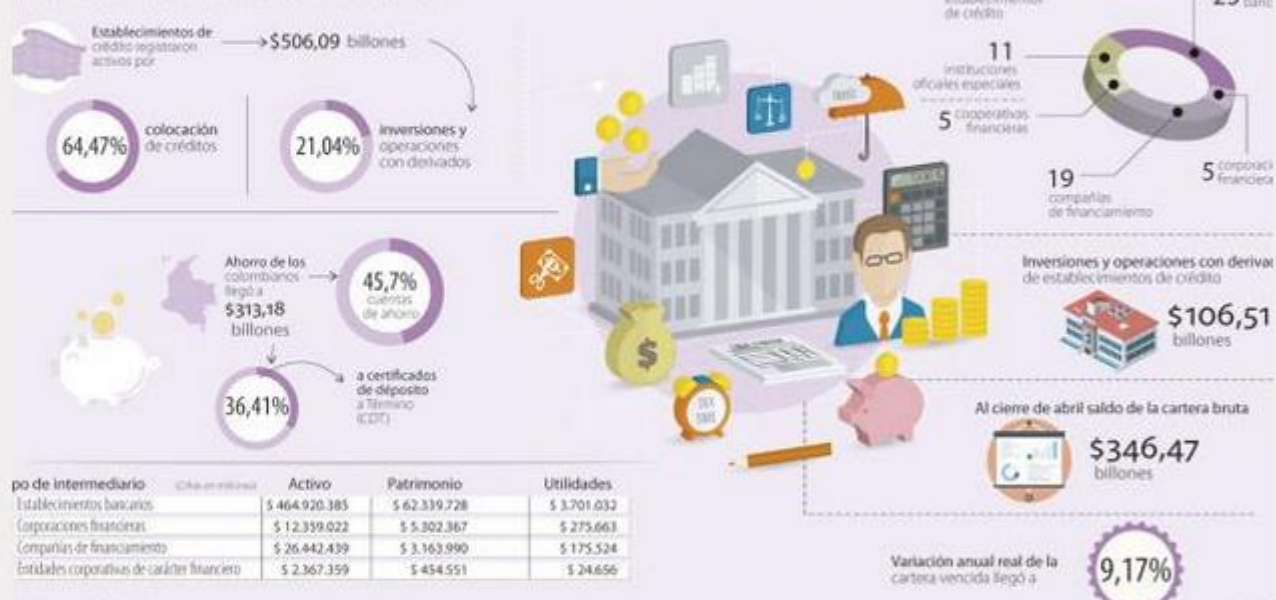 Establecimientos de
crédito registraron
activos por
$506,09 billones
64,47%
colocación
de créditos
21,04%
inversiones y
operaciones
con derivados
Ahorro de los
colombianos
llegó a
$313,18
billones
45,7%
cuentas
de ahorro
36,41%
a certificados
de déposito
a Término
(CDT)
po de intermediario
Activo
Patrimonio
Utilidades
Establecimientos bancarios $ 464.920.385 $ 62.339.728 $ 3.701.032
Corporaciones financieras $ 12.359.022 $ 5.302.367 $ 275.663
Compañías de financiamiento $ 26.442.439 $ 3.163.990 $ 175.524
Entidades corporativas de carácter financiero $ 2.367.359 $ 454.551 $ 24.656
$
de crédito
11
instituciones
oficiales especiales
5 cooperativas
financieras
19
compañías
de financiamiento
5
Inversiones y operaciones con derivac
de establecimientos de crédito
$106,51
billones
Al cierre de abril saldo de la cartera bruta
$346,47
billones
Variación anual real de la
cartera vencida llegó a
9,17%